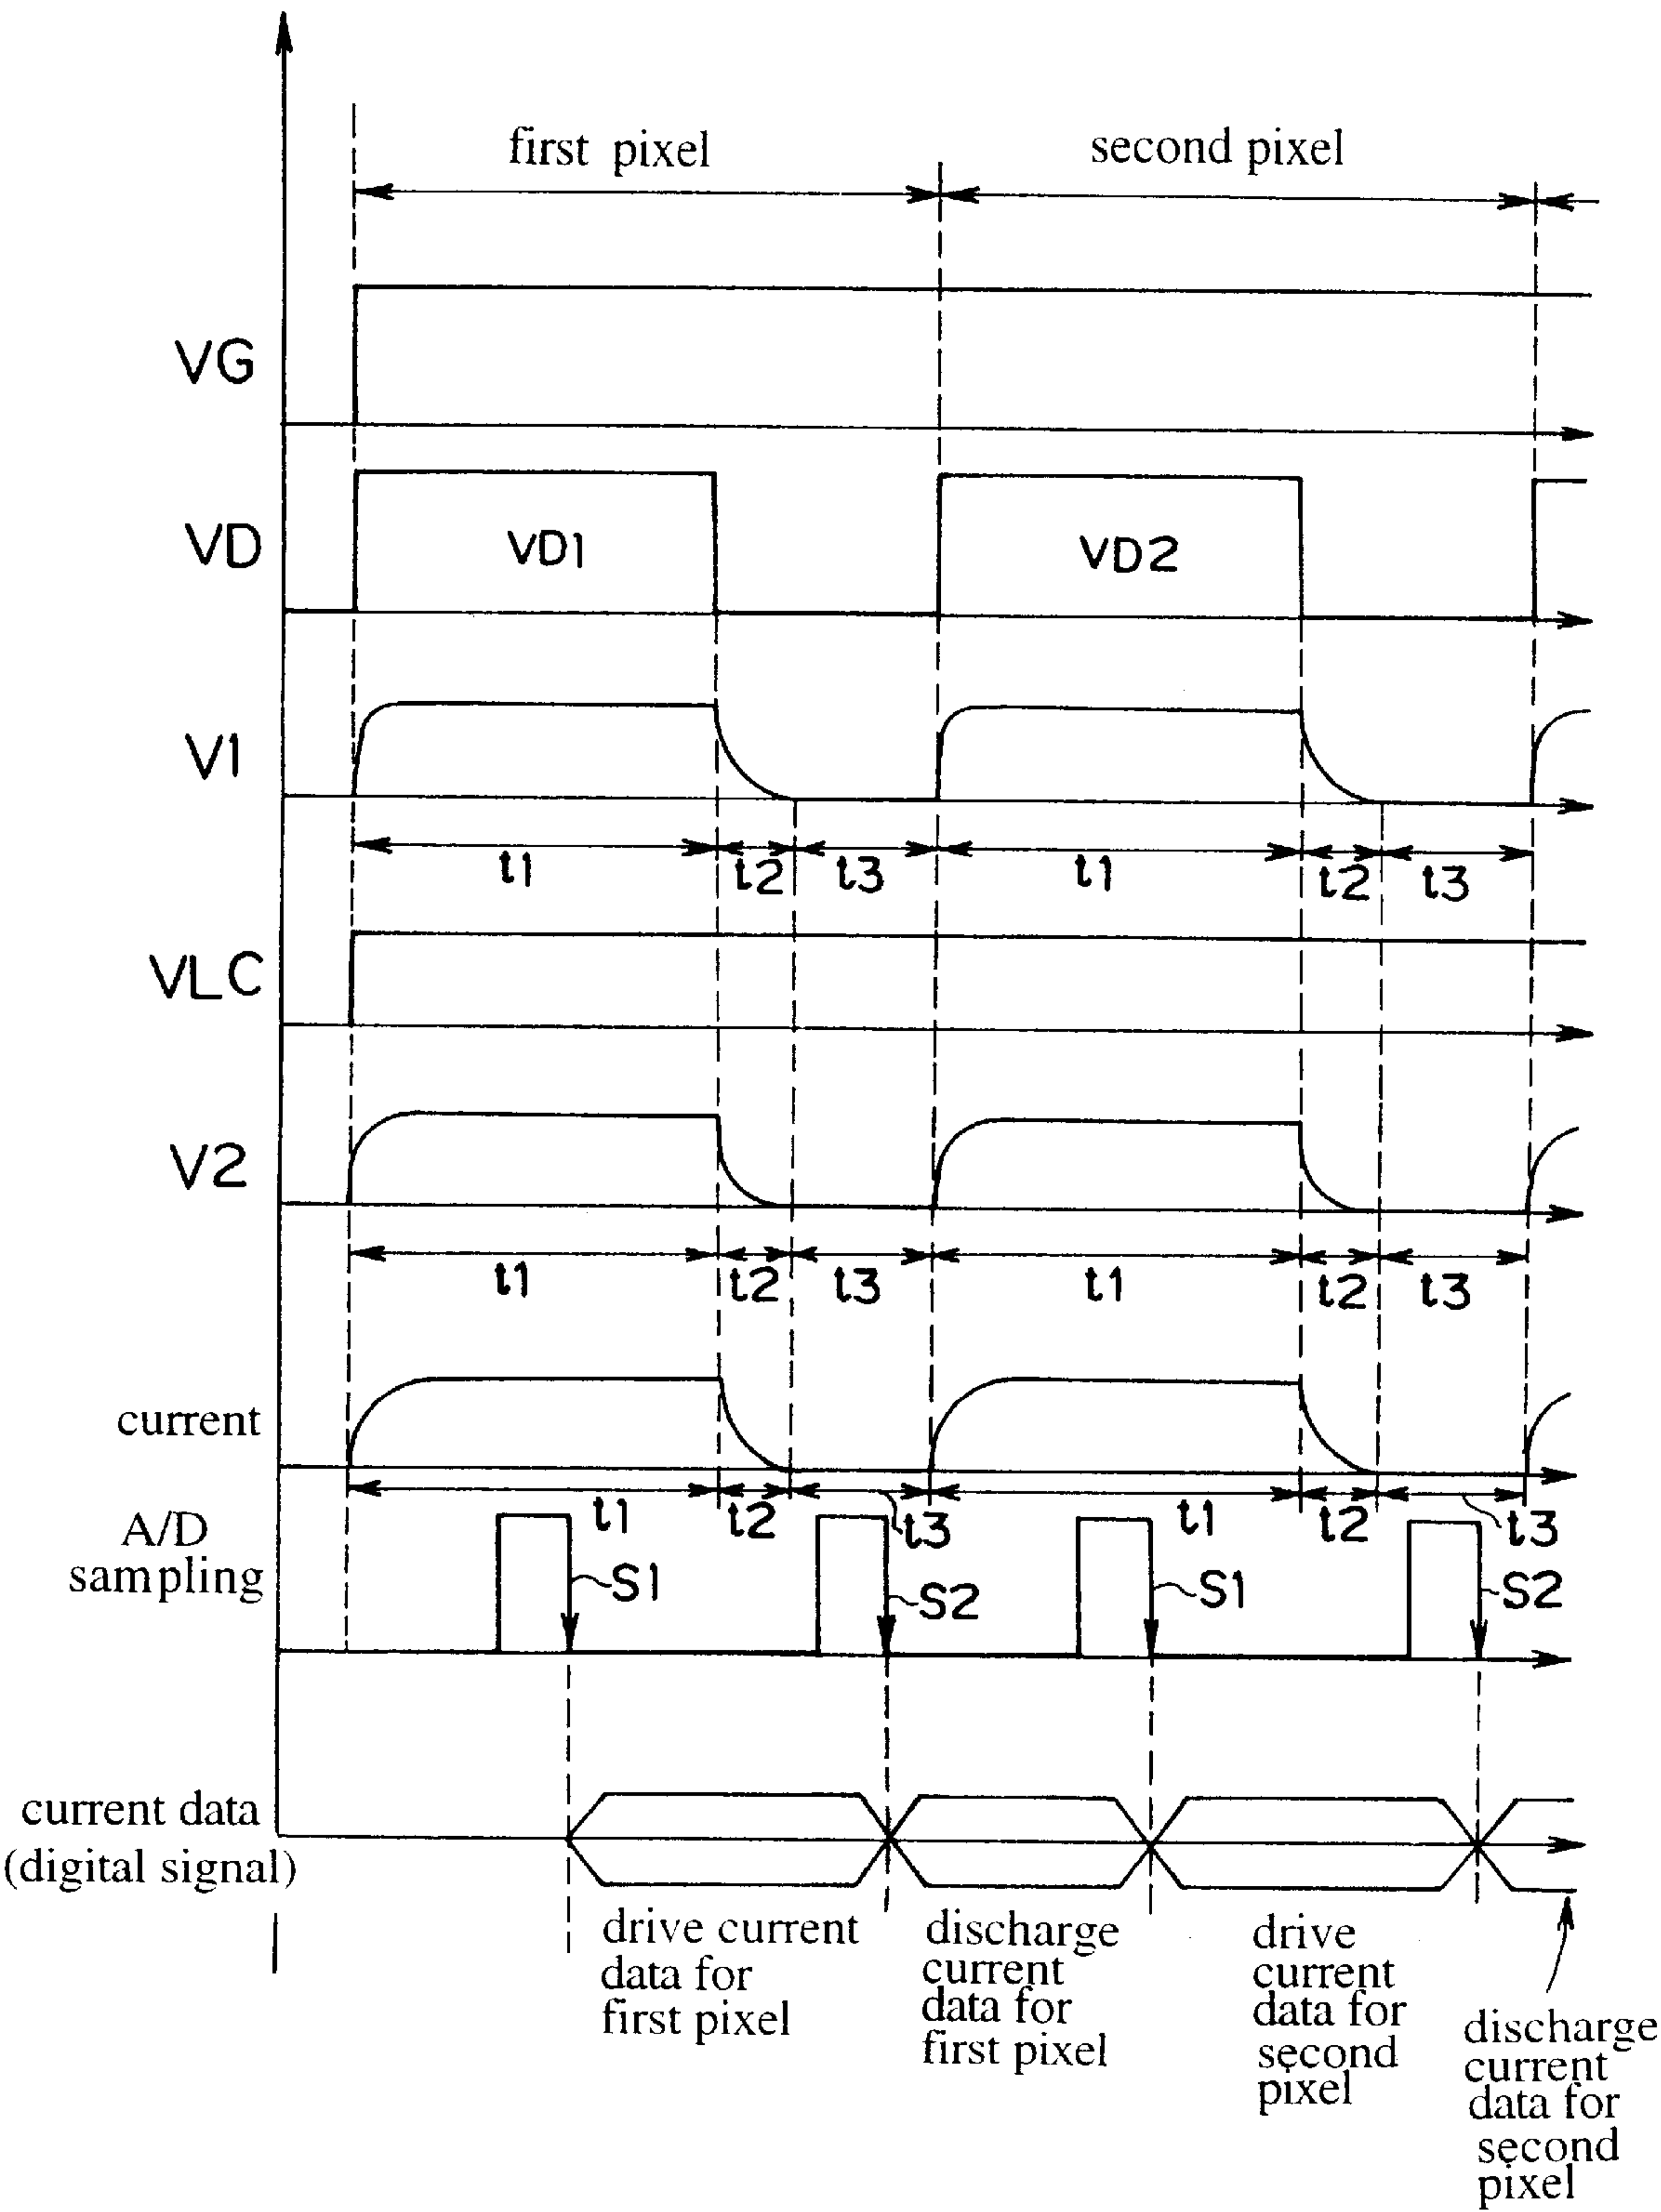 first pixel
second pixel
VG
VD
VD1
VD2
V1
t1
t2
t3
t1
t2
t3
VLC
V2
t1
t2
t3
t1
t2
t3
current
t1
t2
t3
t1
t2
t3
A/D
sampling
S1
S2
S1
S2
current data
(digital signal)
drive current
data for
first pixel
discharge
current
data for
first pixel
drive
current
data for
second
pixel
discharge
current
data for
second
pixel